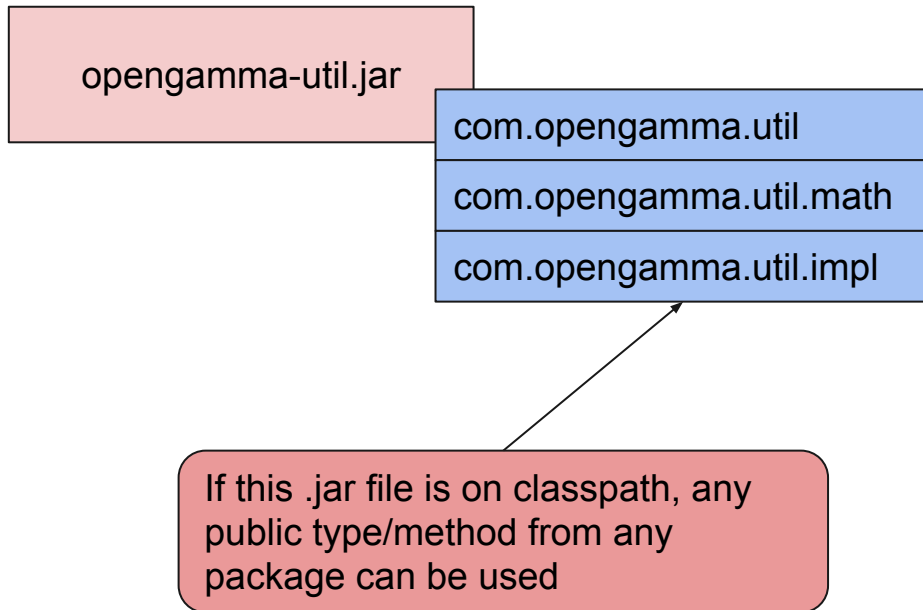 opengamma-util.jar
com.opengamma.util
com.opengamma.util.math
com.opengamma.util.impl
If this .jar file is on classpath, any
public type/method from any
package can be used